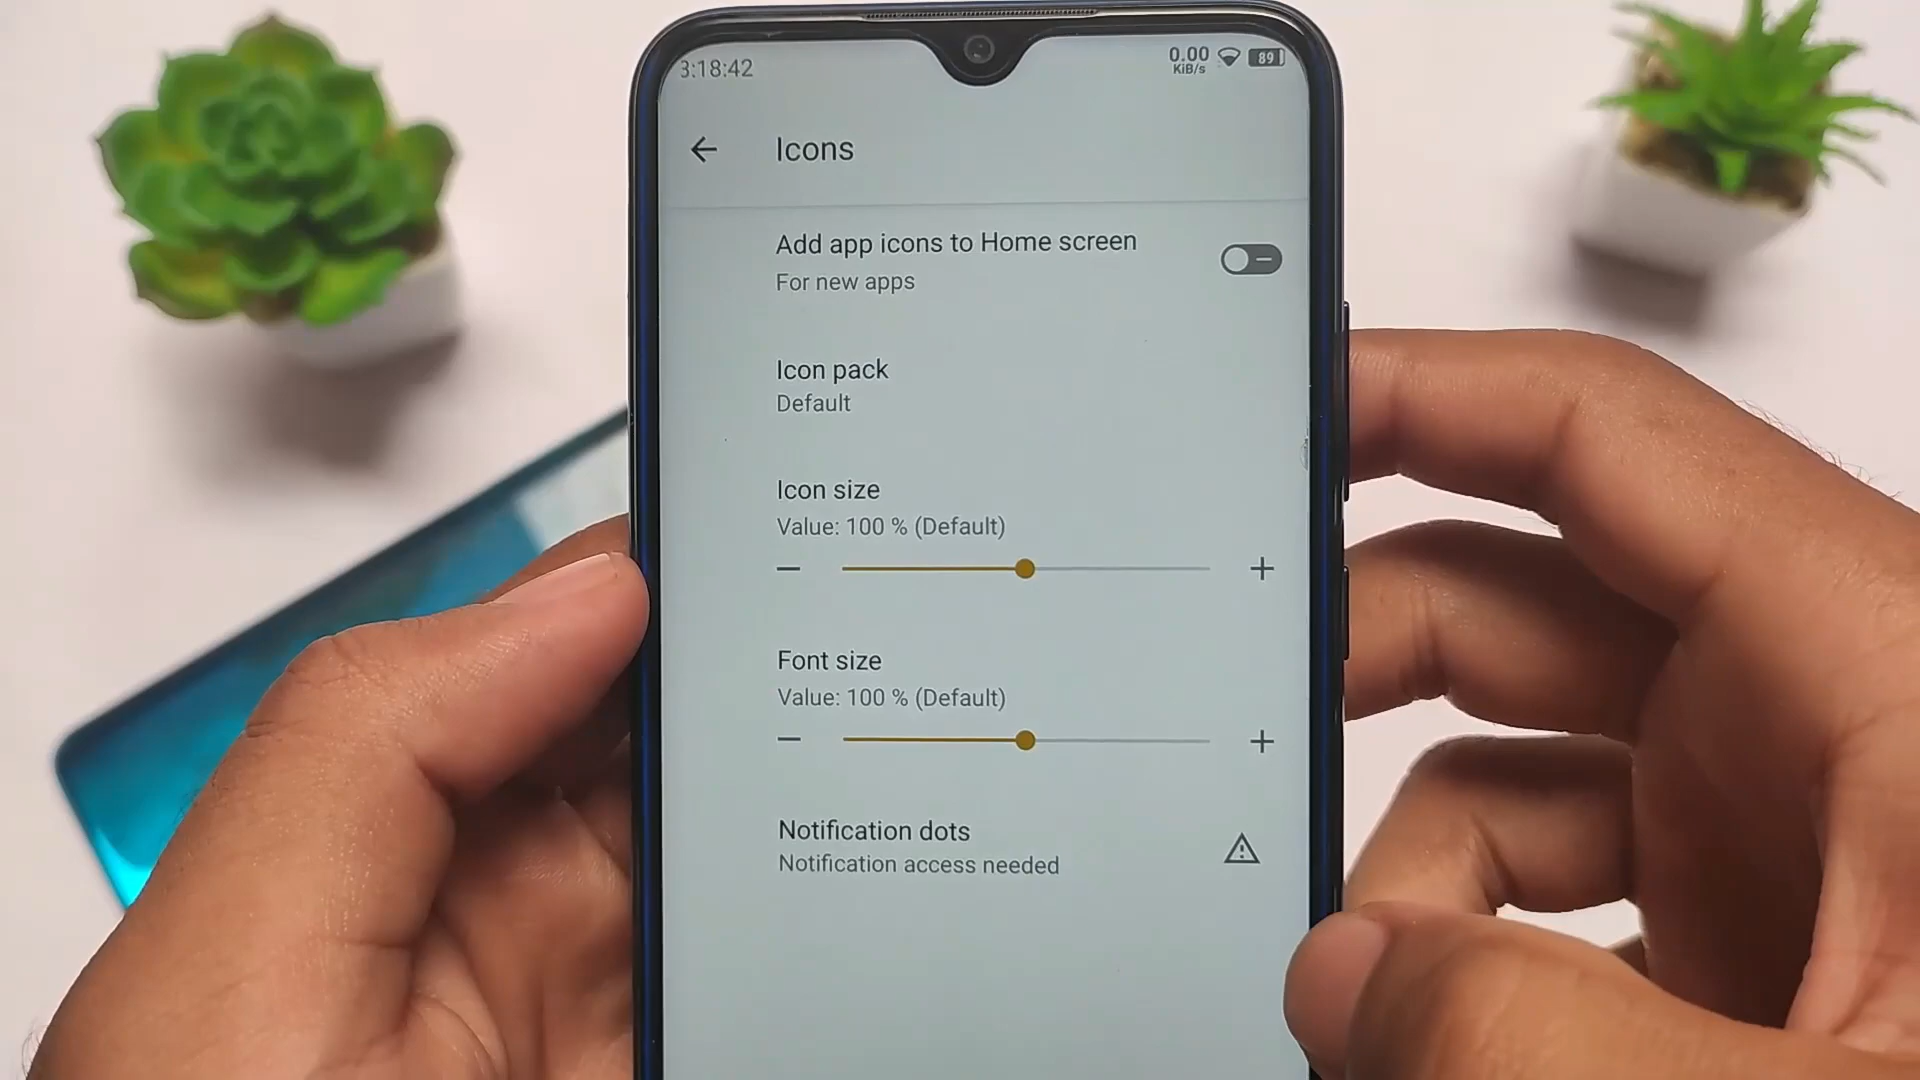 3:18:42
0.00
KiB/s
89
Icons
Add app icons to Home screen
For new apps
Icon pack
Default
Icon size
Value: 100 % (Default)
Font size
Value: 100 % (Default)
Notification dots
Notification access needed